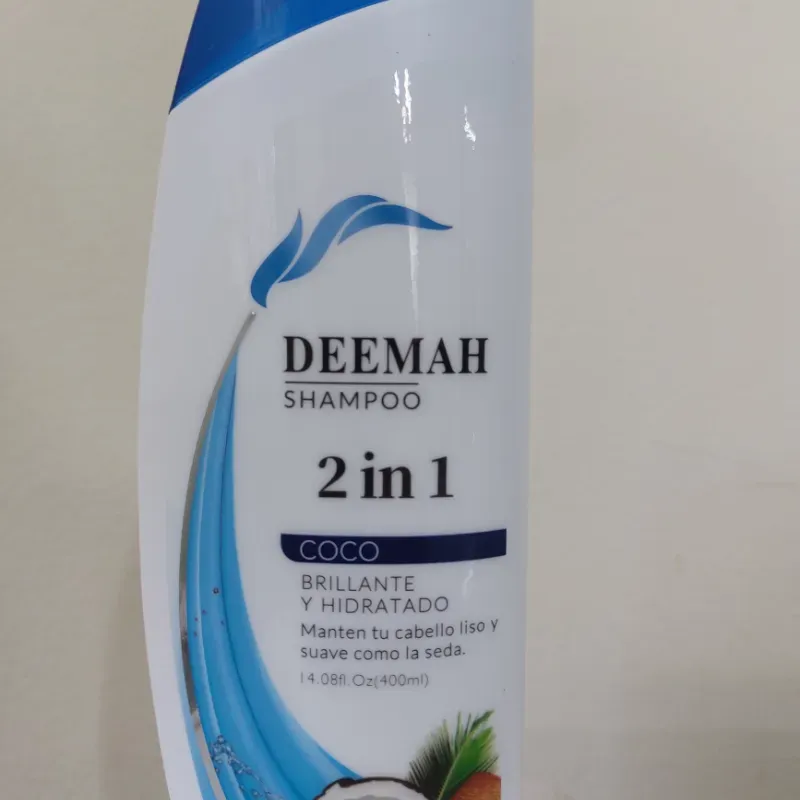 DEEMAH
SHAMPOO
2 in 1
COCO
BRILLANTE
Y HIDRATADO
Manten tu cabello liso y
suave como la seda.
14.08fl.Oz(400ml)